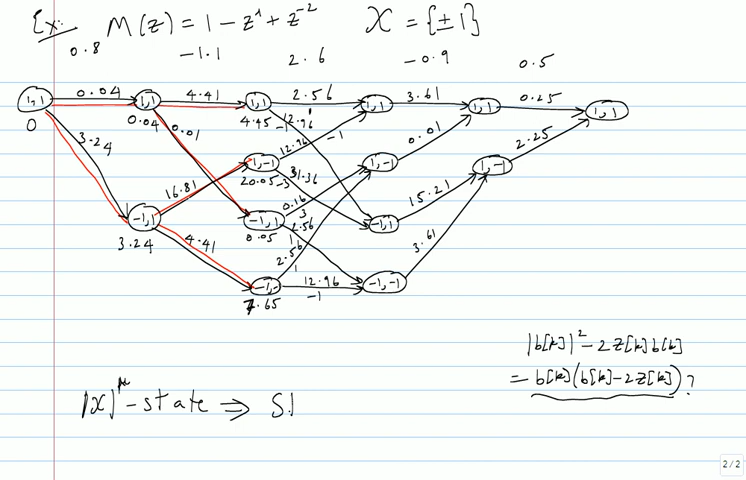 Ex: M(z) = 1 - z^1 + z^-2 X = {±1}
0.8 -1.1 2.6 -0.9 0.5
1,1 0.04 1,1 4.41 1,1 2.56 1,1 3.61 1,1 0.25 1,1
0 0.04 0.01 4.45 -1 12.96 -1 0.01 2.25
3.24 12.96
16.81 1,-1 31.36 -1,1 1,-1
20.05 -3 0.16 15.21
-1,1 -1,1 3 2.56 -1,1
3.24 4.41 0.05 1 3.61
2.56 1
-1,- 12.96 -1,-1
7.65 -1
|b[k]|^2 - 2z[k]b[k]
= b[k](b[k] - 2z[k])?
|X|^μ - state ⇒ S
2 / 2